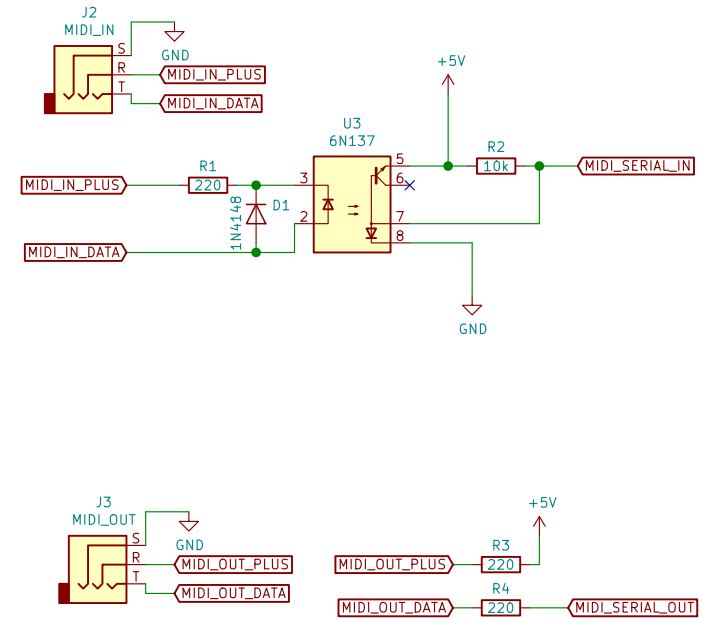 J2
MIDI_IN
S
GND
R
MIDI_IN_PLUS
T
MIDI_IN_DATA
+5V
U3
6N137
R1
MIDI_IN_PLUS
220
3
5
R2
10k
MIDI_SERIAL_IN
6
1N4148
D1
2
7
MIDI_IN_DATA
8
GND
J3
MIDI_OUT
S
GND
R
MIDI_OUT_PLUS
T
MIDI_OUT_DATA
+5V
R3
MIDI_OUT_PLUS
220
R4
MIDI_OUT_DATA
220
MIDI_SERIAL_OUT